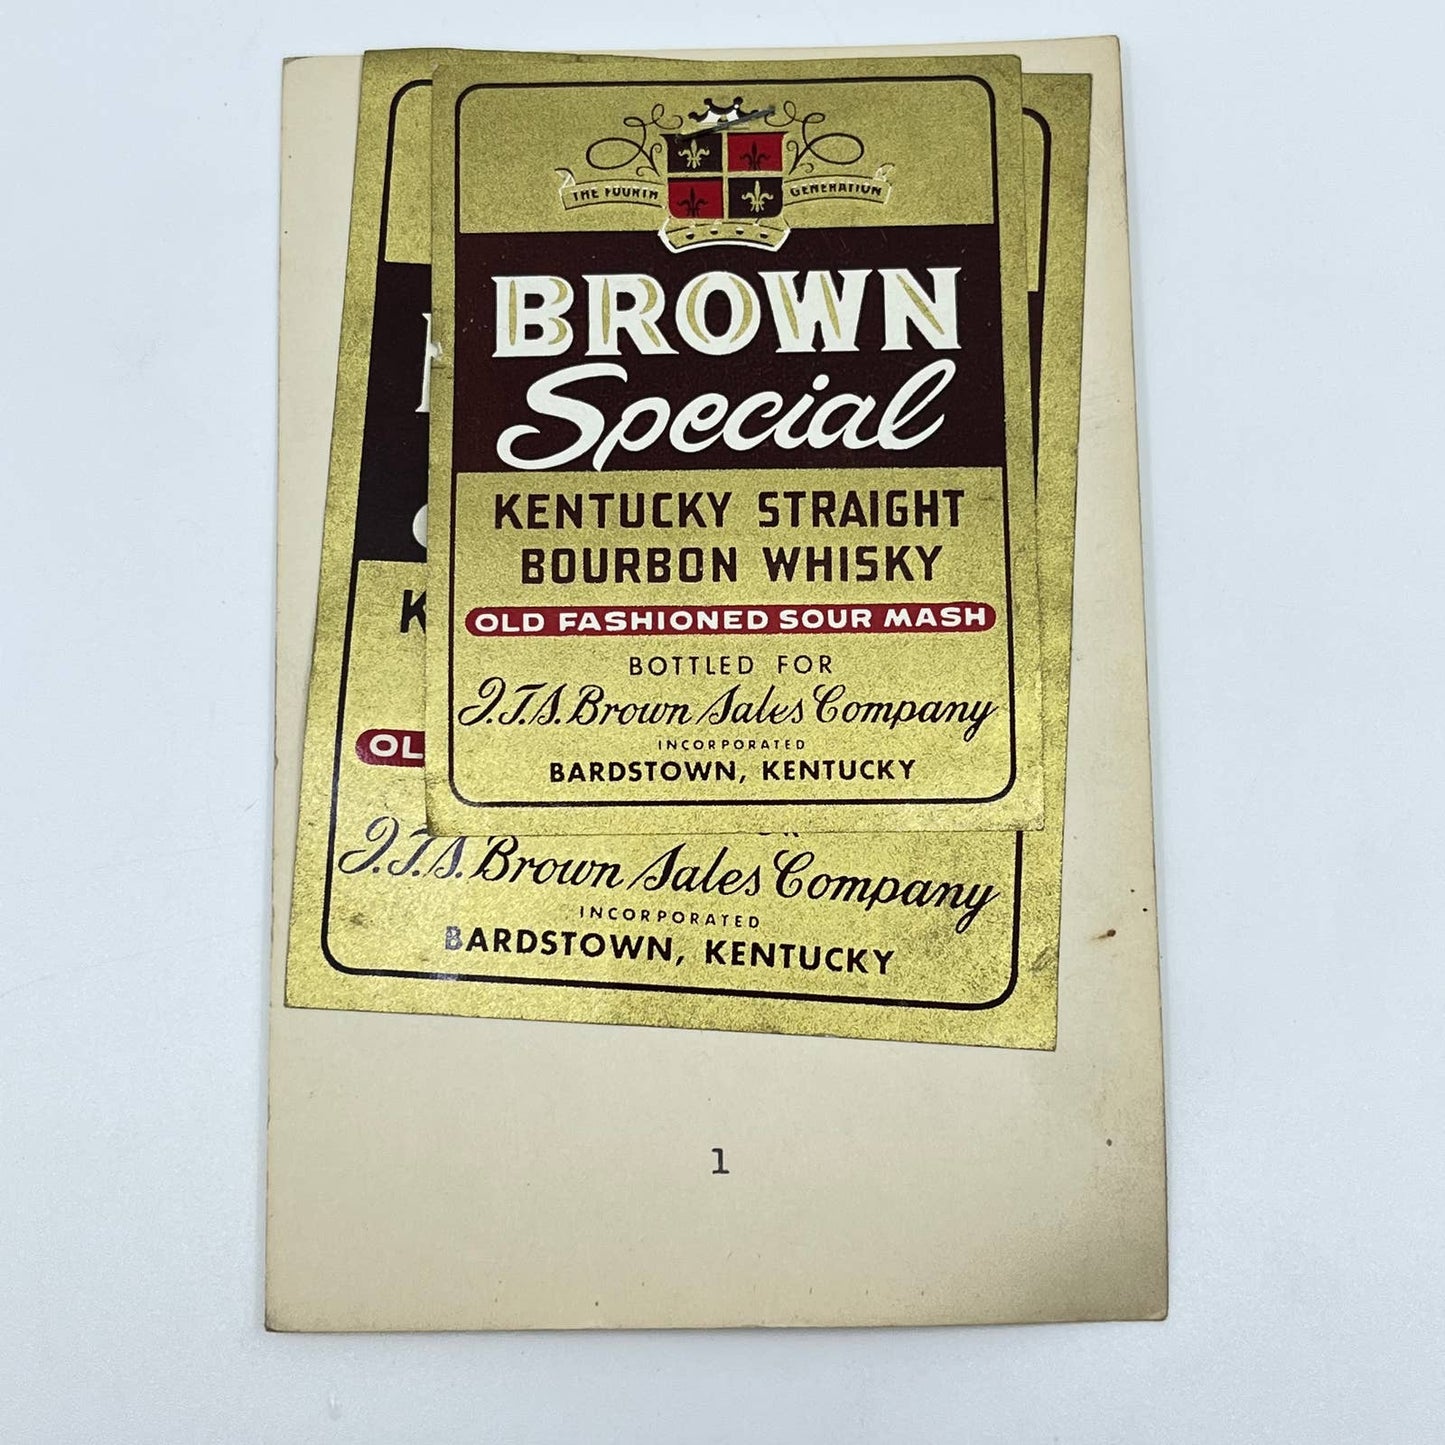 THE FOURTH GENERATION
BROWN
Special
KENTUCKY STRAIGHT
BOURBON WHISKY
OLD FASHIONED SOUR MASH
BOTTLED FOR
J.T.S. Brown Sales Company
INCORPORATED
BARDSTOWN, KENTUCKY
K
OL
J.T.S. Brown Sales Company
INCORPORATED
BARDSTOWN, KENTUCKY
1